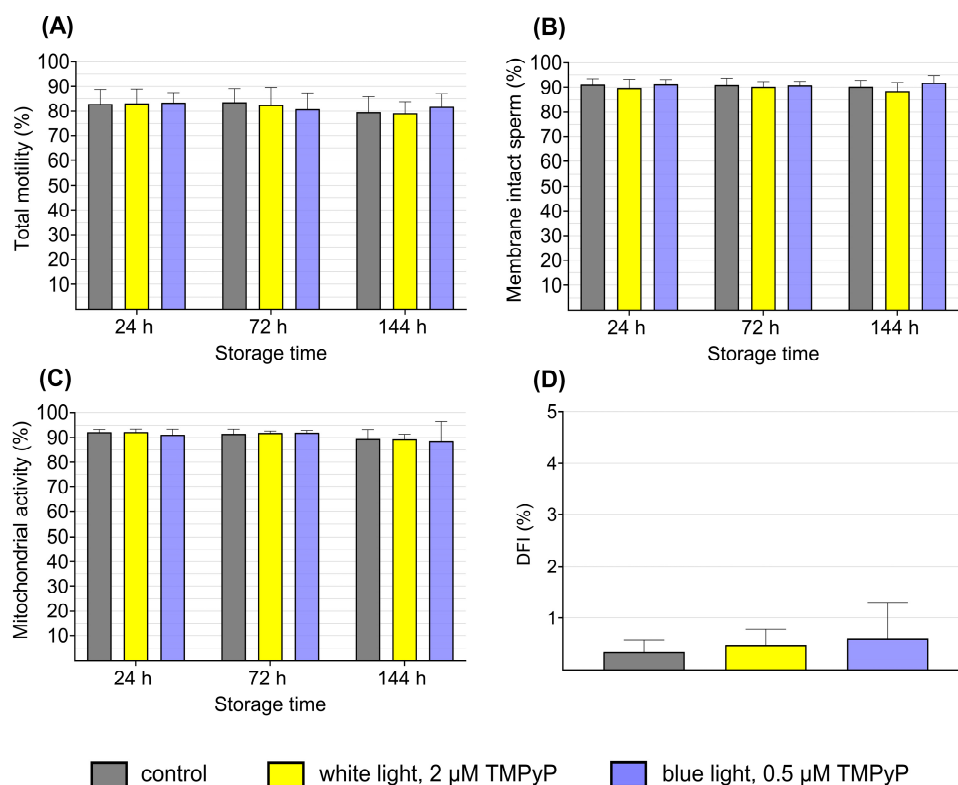 (A)
Total motility (%)
100
90
80
70
60
50
40
30
20
10
24 h 72 h 144 h
Storage time
(B)
Membrane intact sperm (%)
100
90
80
70
60
50
40
30
20
10
24 h 72 h 144 h
Storage time
(C)
Mitochondrial activity (%)
100
90
80
70
60
50
40
30
20
10
24 h 72 h 144 h
Storage time
(D)
DFI (%)
5
4
3
2
1
control white light, 2 µM TMPyP blue light, 0.5 µM TMPyP